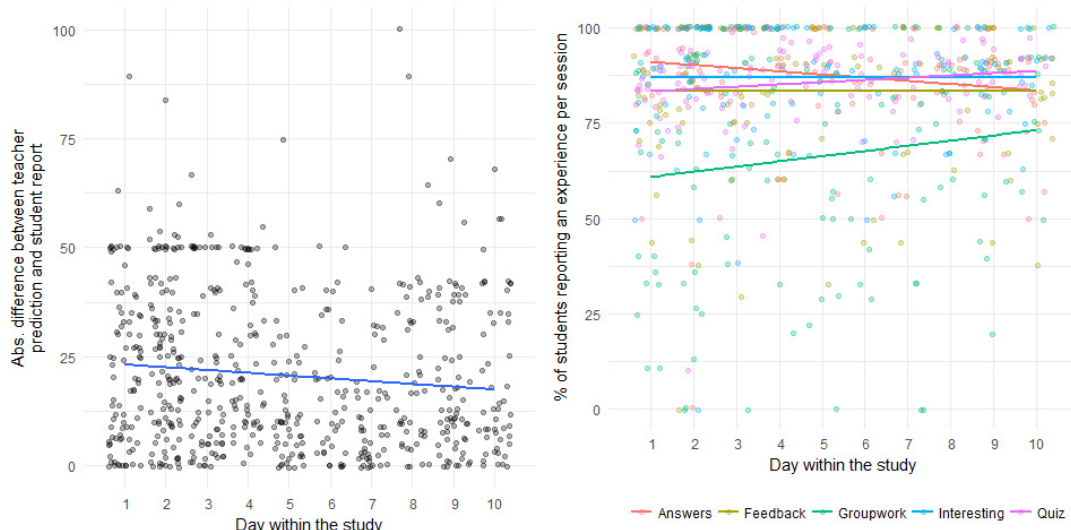 Abs. difference between teacher
prediction and student report
100
75
50
25
0
1 2 3 4 5 6 7 8 9 10
Day within the study
% of students reporting an experience per session
100
75
50
25
0
1 2 3 4 5 6 7 8 9 10
Day within the study
Answers Feedback Groupwork Interesting Quiz